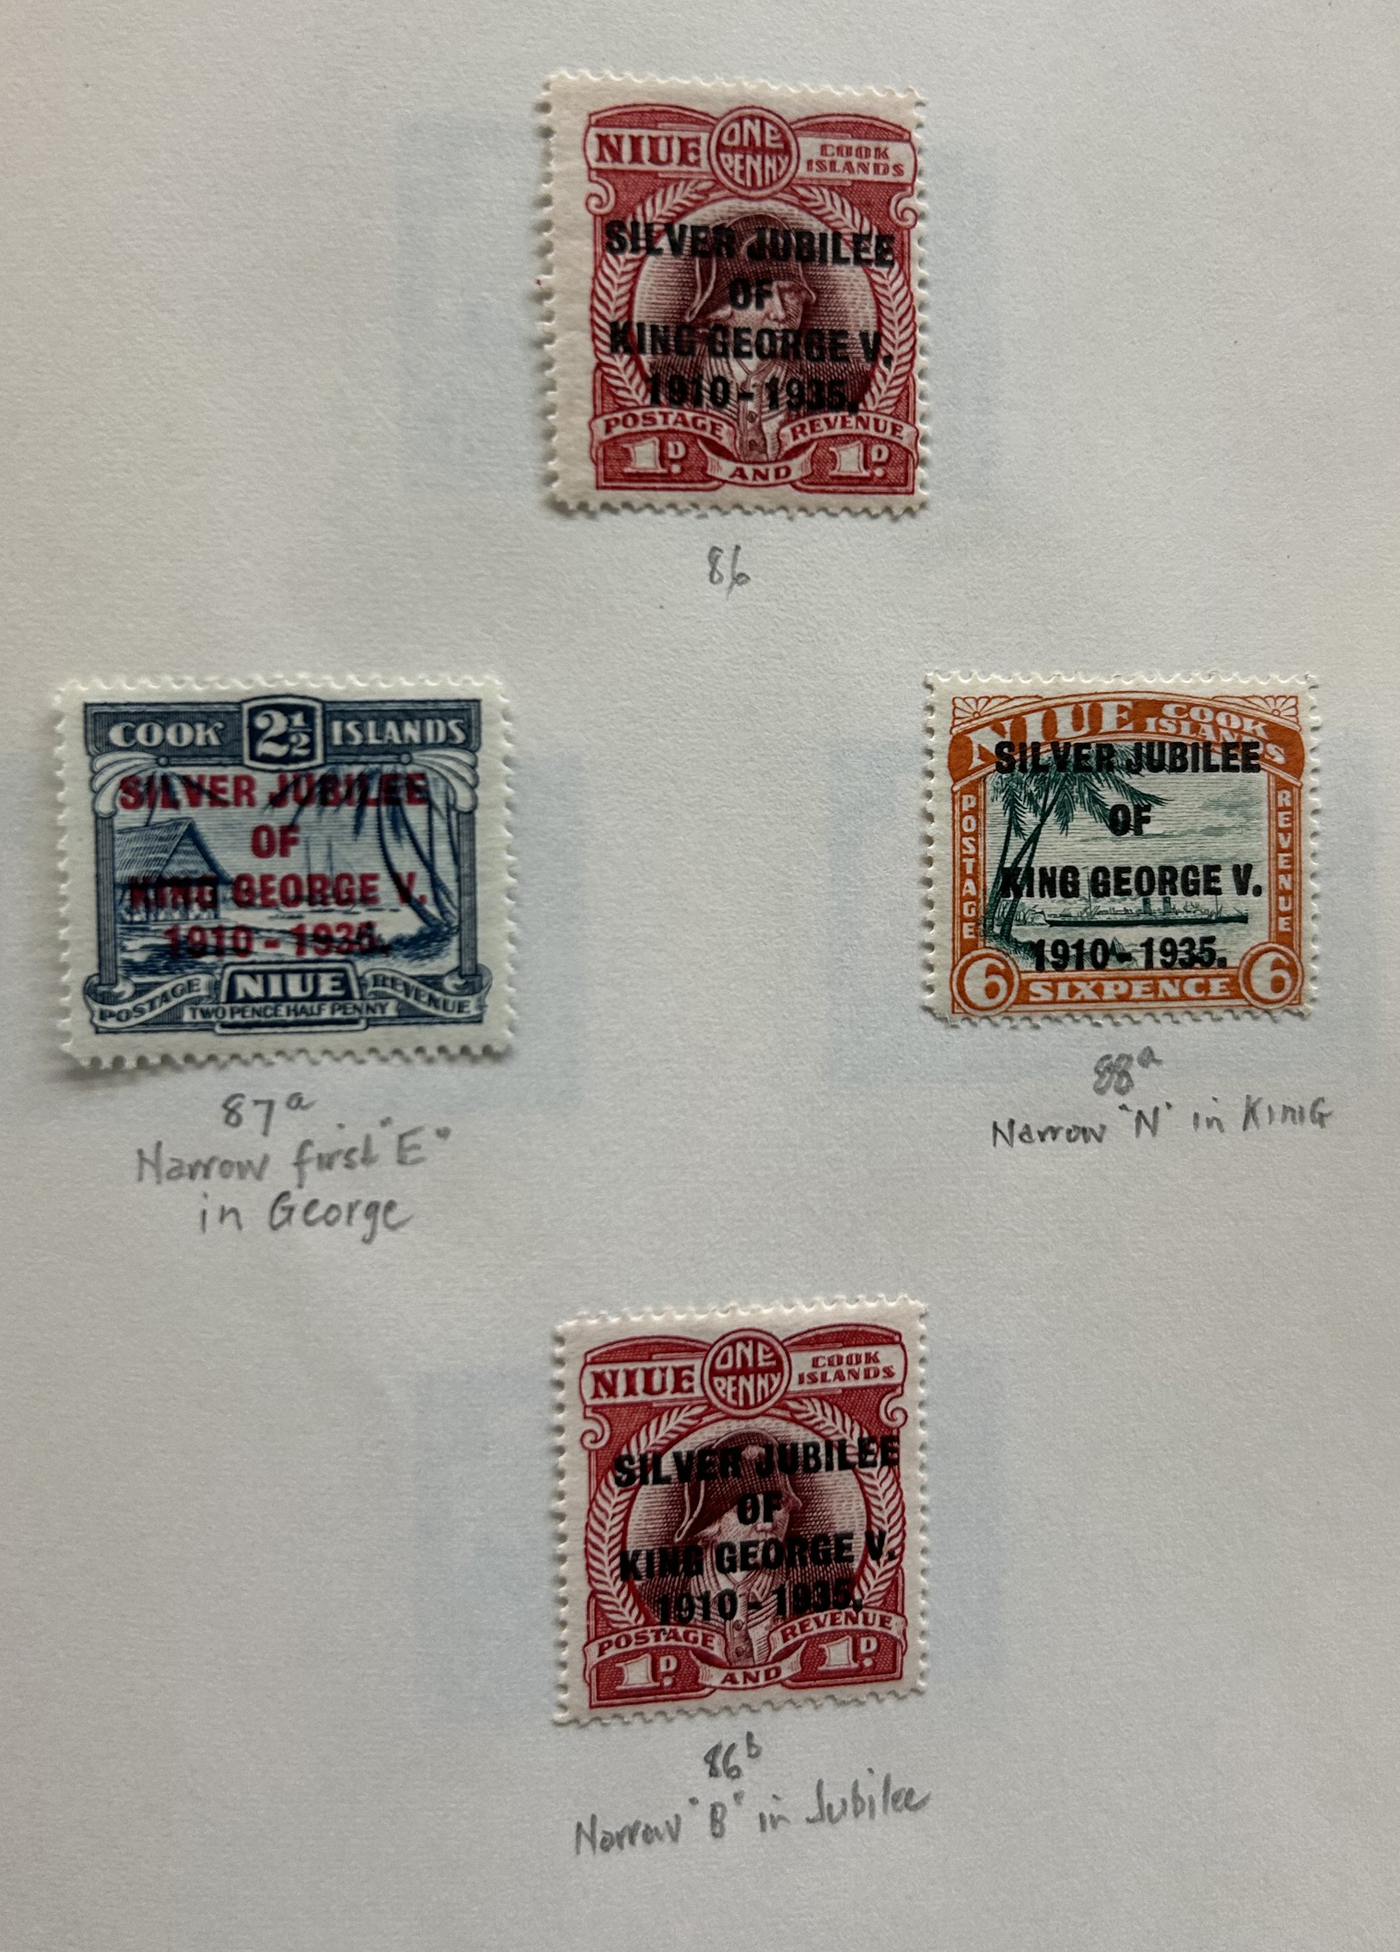 NIUE ONE PENNY COOK ISLANDS
SILVER JUBILEE
OF
KING GEORGE V.
1910 - 1935.
POSTAGE REVENUE
1D. AND 1D.
86
COOK 2½ ISLANDS
SILVER JUBILEE
OF
KING GEORGE V.
1910 - 1935.
POSTAGE NIUE REVENUE
TWO PENCE HALF PENNY
87a
Narrow first "E"
in George
NIUE COOK ISLANDS
SILVER JUBILEE
OF
KING GEORGE V.
1910 - 1935.
POSTAGE
REVENUE
6 SIXPENCE 6
88a
Narrow "N" in KinG
NIUE ONE PENNY COOK ISLANDS
SILVER JUBILEE
OF
KING GEORGE V.
1910 - 1935.
POSTAGE REVENUE
1D. AND 1D.
86B
Narrow "B" in Jubilee